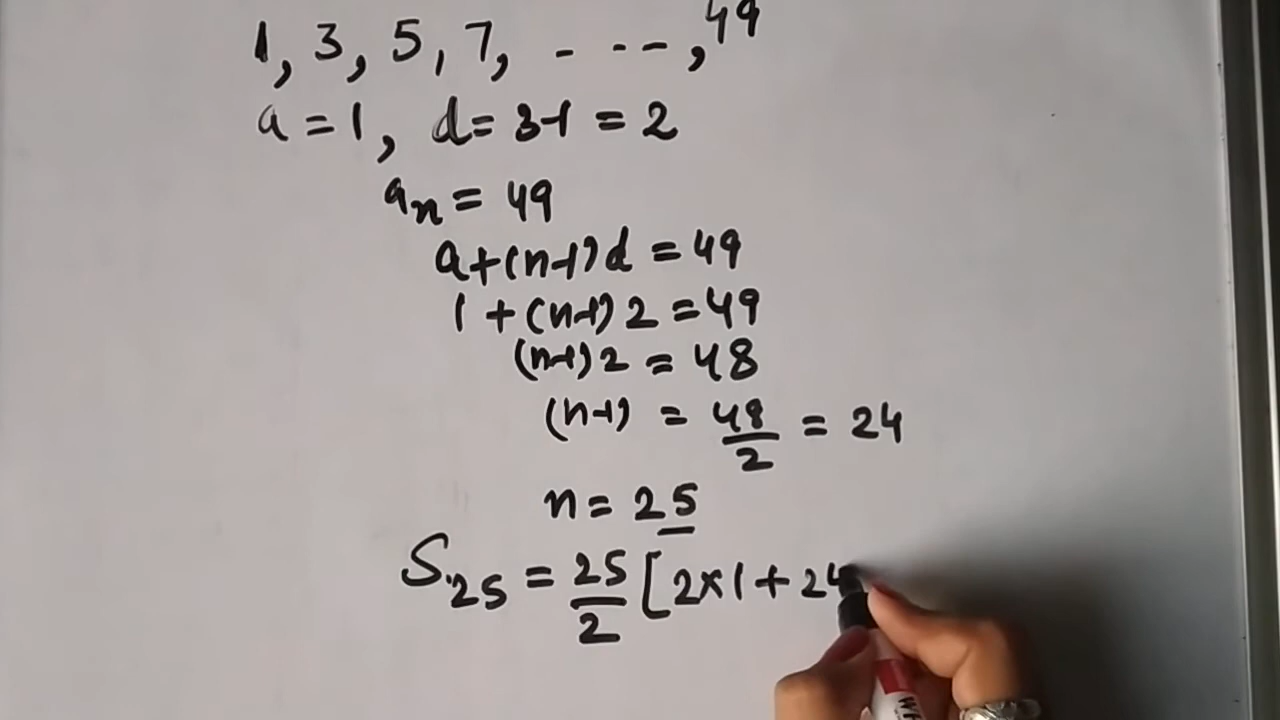 1, 3, 5, 7, - - - -, 49
a = 1, d = 3-1 = 2
an = 49
a+(n-1)d = 49
1 + (n-1) 2 = 49
(n-1) 2 = 48
(n-1) = 48/2 = 24
n = 25
S25 = 25/2 [2×1 + 24